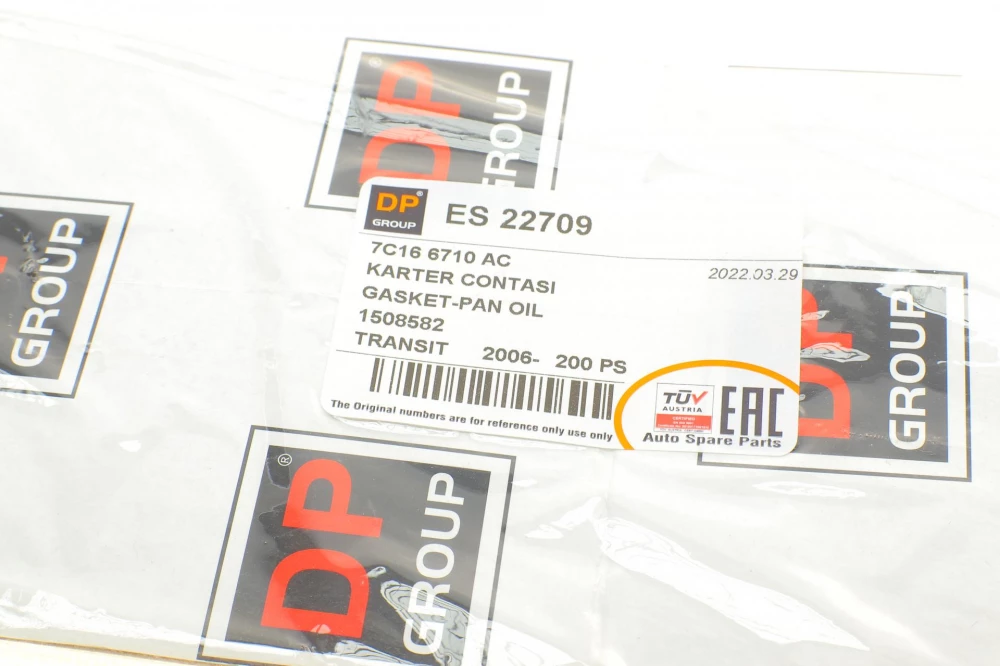 DP®
GROUP
GROUP
DP®
GROUP
ES 22709
7C16 6710 AC
2022.03.29
KARTER CONTASI
GASKET-PAN OIL
1508582
TRANSIT 2006- 200 PS
The Original numbers are for reference only use only
TÜV
AUSTRIA
EAC
Auto Spare Parts
DP
GROUP
DP®
GROUP